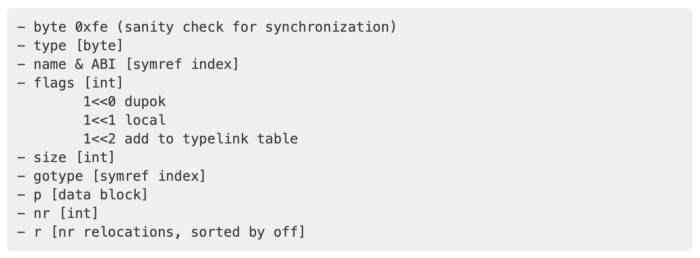 – byte 0xfe (sanity check for synchronization)
– type [byte]
– name & ABI [symref index]
– flags [int]
1<<0 dupok
1<<1 local
1<<2 add to typelink table
– size [int]
– gotype [symref index]
– p [data block]
– nr [int]
– r [nr relocations, sorted by off]